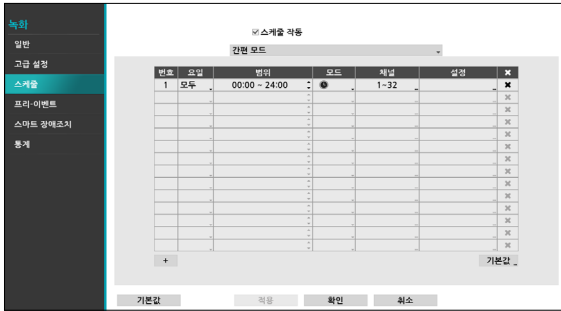 녹화
일반
고급 설정
스케줄
프리-이벤트
스마트 장애조치
통계
스케줄 작동
간편 모드
번호 요일 범위 모드 채널 설정
1 모두 00:00 ~ 24:00 1~32
+ 기본값
기본값 적용 확인 취소